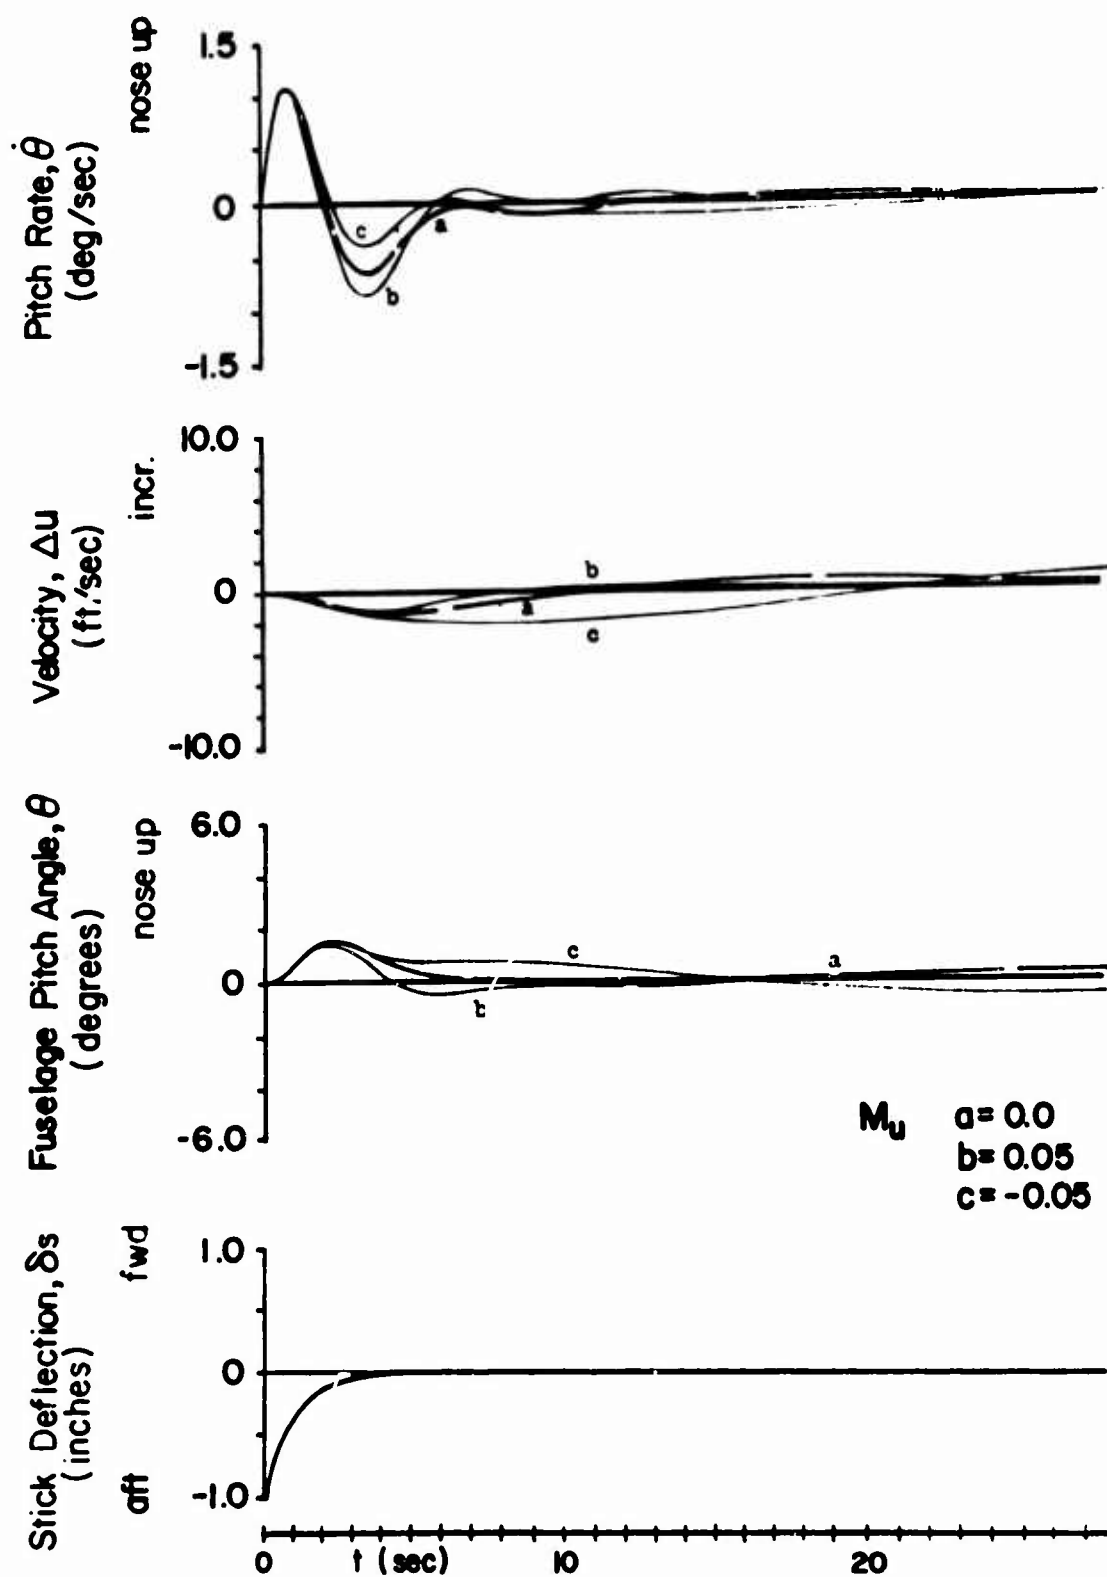 Pitch Rate, θ̇
(deg/sec)
nose up
1.5
0
-1.5
c
a
b
Velocity, Δu
(ft./sec)
incr.
10.0
0
-10.0
b
a
c
Fuselage Pitch Angle, θ
(degrees)
nose up
6.0
0
-6.0
c
a
b
Mu a= 0.0
b= 0.05
c= -0.05
Stick Deflection, δs
(inches)
aft fwd
1.0
0
-1.0
0 t (sec) 10 20